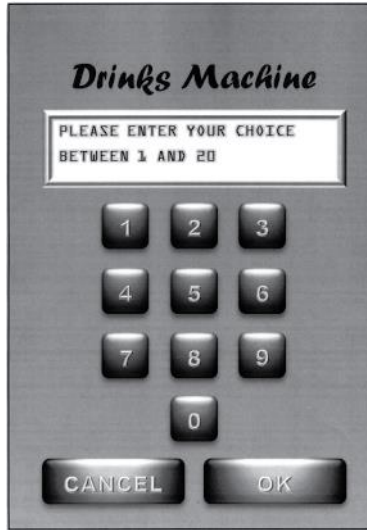 Drinks Machine
PLEASE ENTER YOUR CHOICE
BETWEEN 1 AND 20
1 2 3
4 5 6
7 8 9
0
CANCEL OK